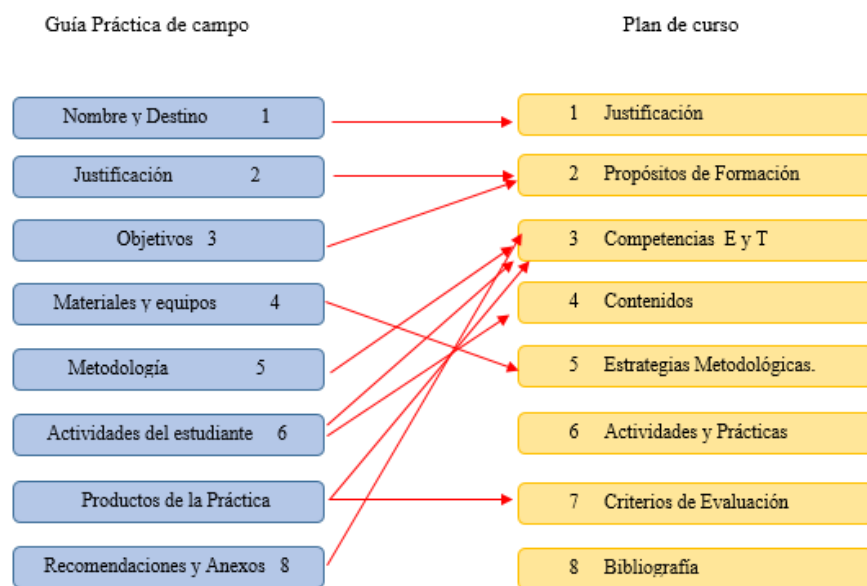 Guía Práctica de campo
Plan de curso
Nombre y Destino 1
1 Justificación
Justificación 2
2 Propósitos de Formación
Objetivos 3
3 Competencias E y T
Materiales y equipos 4
4 Contenidos
Metodología 5
5 Estrategias Metodológicas.
Actividades del estudiante 6
6 Actividades y Prácticas
Productos de la Práctica
7 Criterios de Evaluación
Recomendaciones y Anexos 8
8 Bibliografía